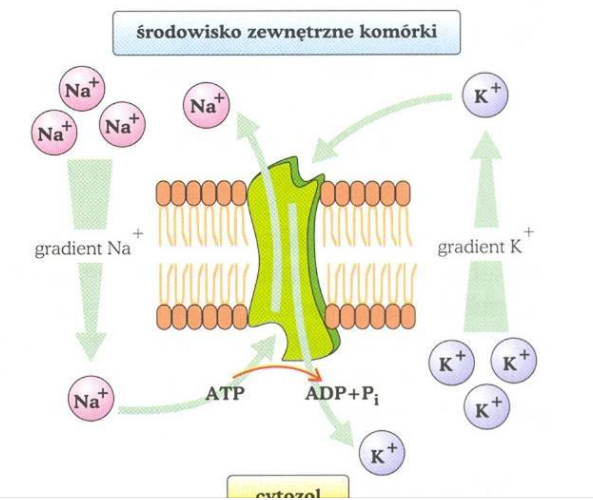 środowisko zewnętrzne komórki
Na+
Na+
K+
Na+
Na+
gradient Na+
gradient K+
K+
K+
Na+
ATP
ADP+Pi
K+
K+
cytozol